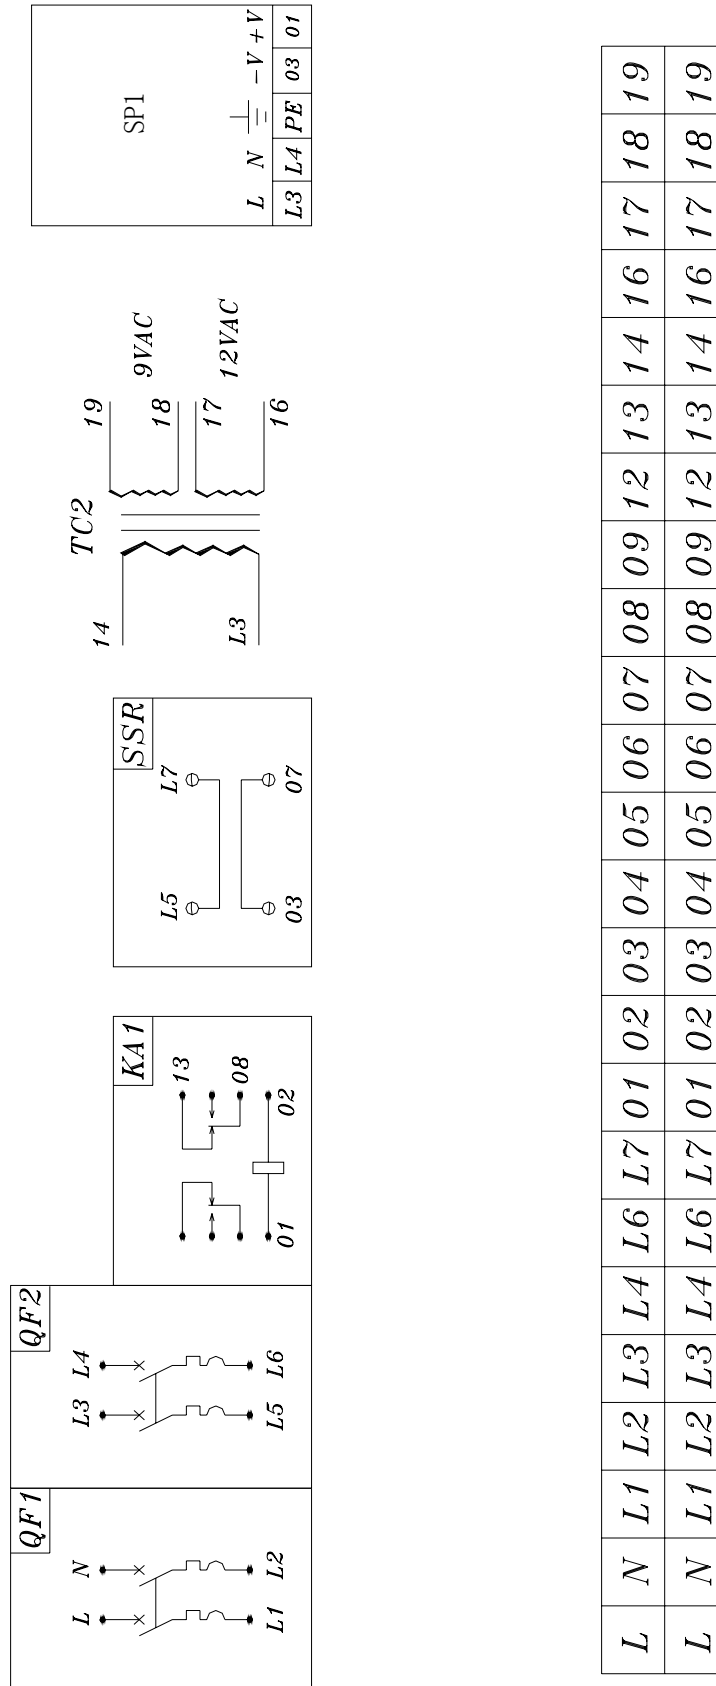 QF1
L N
L1 L2
QF2
L3 L4
L5 L6
KA1
13
08
01 02
SSR
L5 L7
03 07
TC2
14
L3
19
18
17
16
9VAC
12VAC
SP1
L N -V +V
L3 L4 PE 03 01
L N L1 L2 L3 L4 L6 L7 01 02 03 04 05 06 07 08 09 12 13 14 16 17 18 19
L N L1 L2 L3 L4 L6 L7 01 02 03 04 05 06 07 08 09 12 13 14 16 17 18 19